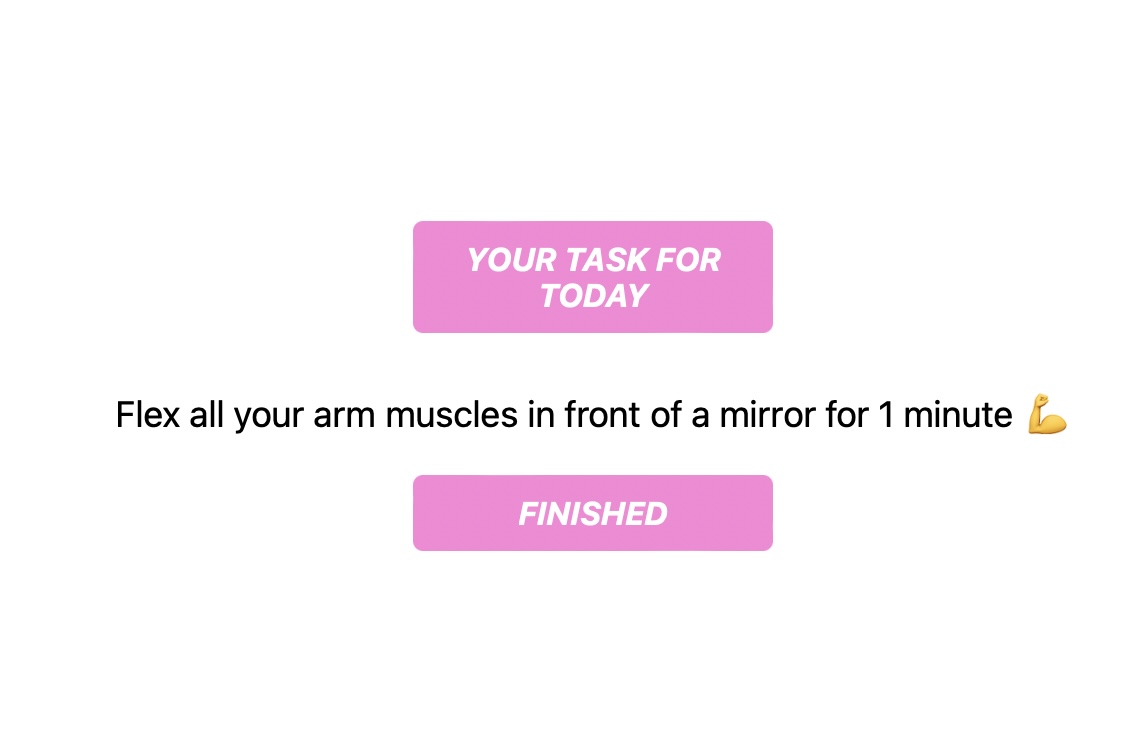 YOUR TASK FOR
TODAY
Flex all your arm muscles in front of a mirror for 1 minute 💪
FINISHED